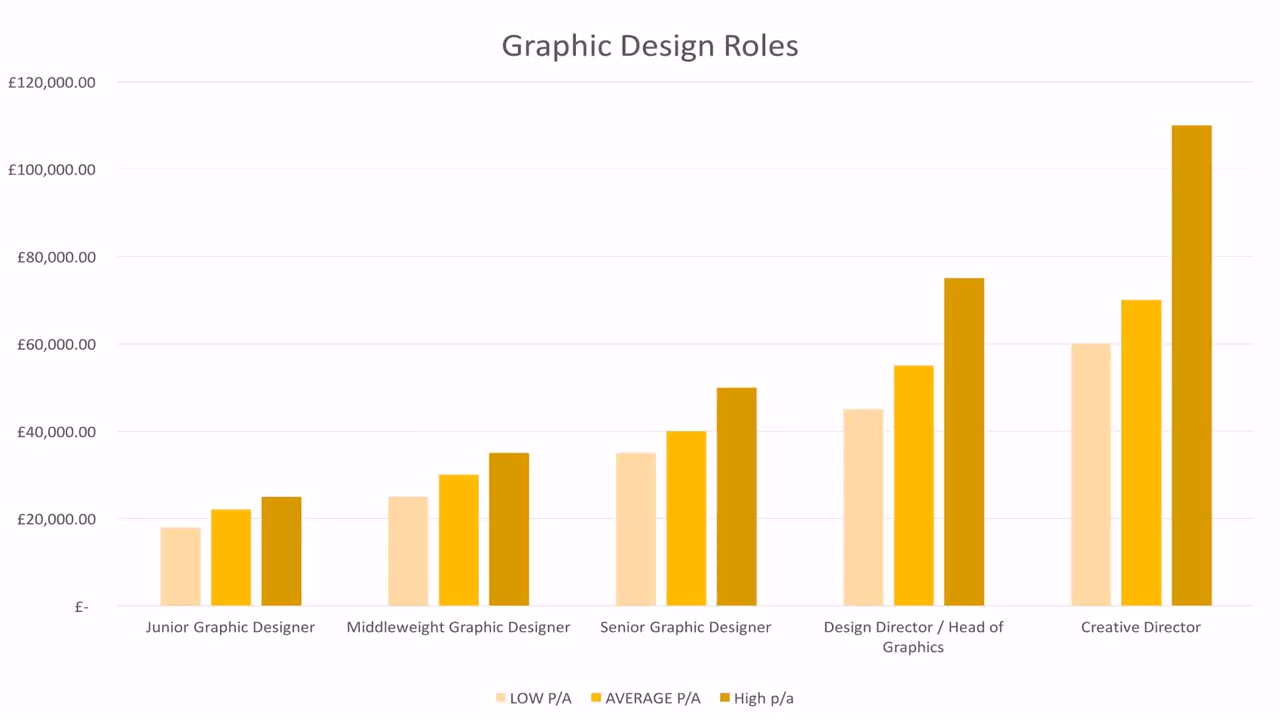 Graphic Design Roles
£120,000.00
£100,000.00
£80,000.00
£60,000.00
£40,000.00
£20,000.00
£-
Junior Graphic Designer
Middleweight Graphic Designer
Senior Graphic Designer
Design Director / Head of
Graphics
Creative Director
LOW P/A
AVERAGE P/A
High p/a